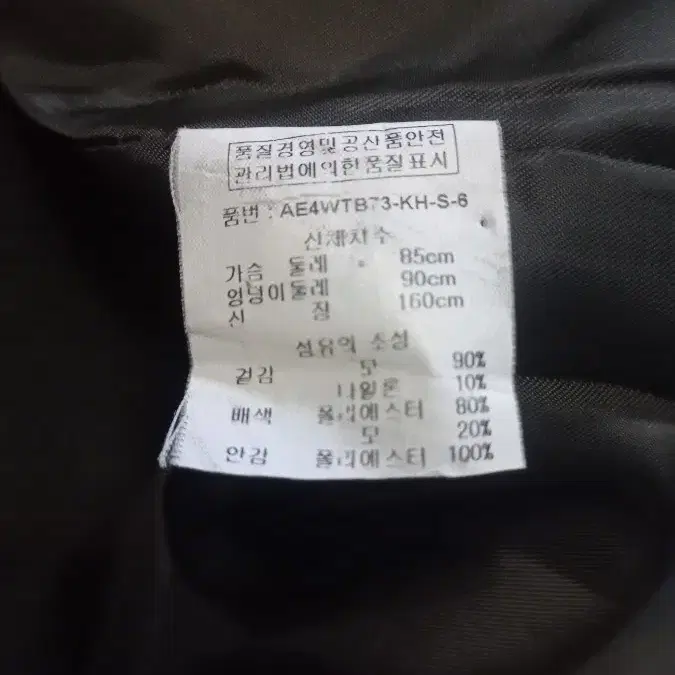 품질경영및공산품안전
관리법에의한품질표시
품번 : AE4WTB73-KH-S-6
신체치수
가슴 둘레 85cm
엉덩이둘레 90cm
신 장 160cm
섬유의 조성
겉감 모 90%
나일론 10%
배색 폴리에스터 80%
모 20%
안감 폴리에스터 100%